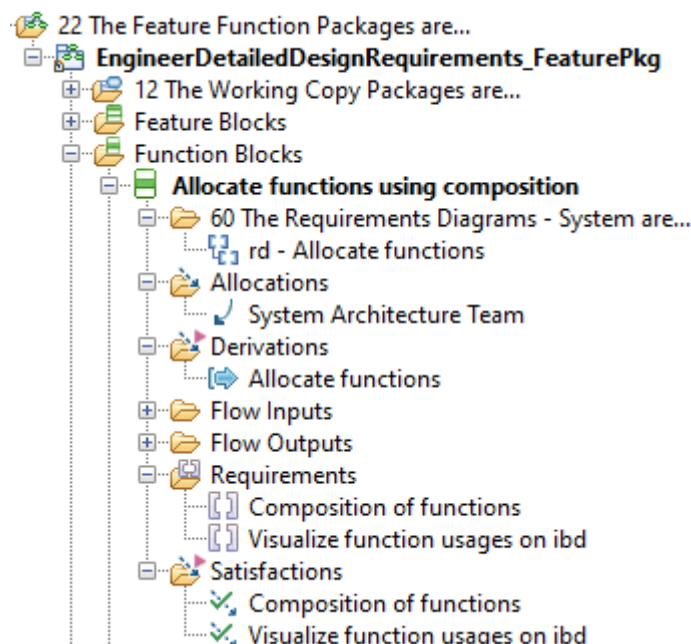 22 The Feature Function Packages are...
EngineerDetailedDesignRequirements_FeaturePkg
12 The Working Copy Packages are...
Feature Blocks
Function Blocks
Allocate functions using composition
60 The Requirements Diagrams - System are...
rd - Allocate functions
Allocations
System Architecture Team
Derivations
Allocate functions
Flow Inputs
Flow Outputs
Requirements
Composition of functions
Visualize function usages on ibd
Satisfactions
Composition of functions
Visualize function usages on ibd